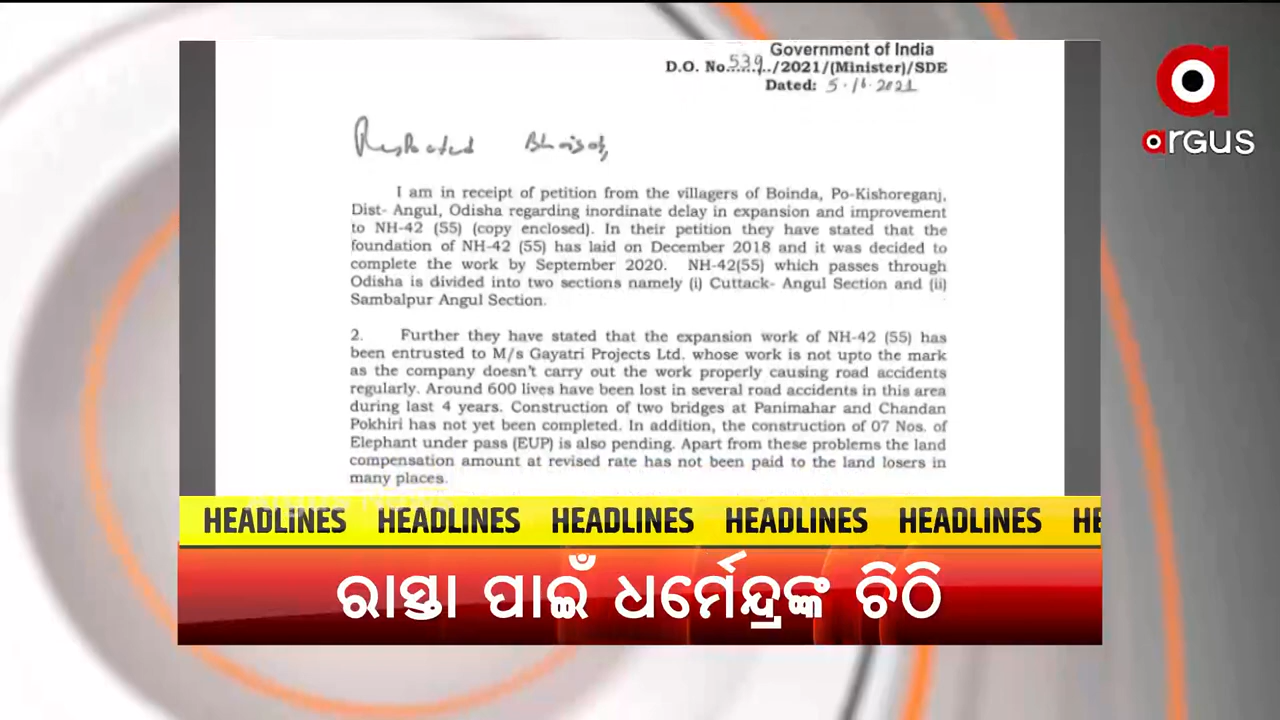 Government of India
D.O. No.....539../2021/(Minister)/SDE
Dated: 5.16.2021
argus
Respected Bhaisab,
I am in receipt of petition from the villagers of Boinda, Po-Kishoreganj,
Dist- Angul, Odisha regarding inordinate delay in expansion and improvement
to NH-42 (55) (copy enclosed). In their petition they have stated that the
foundation of NH-42 (55) has laid on December 2018 and it was decided to
complete the work by September 2020. NH-42(55) which passes through
Odisha is divided into two sections namely (i) Cuttack- Angul Section and (ii)
Sambalpur Angul Section.
2. Further they have stated that the expansion work of NH-42 (55) has
been entrusted to M/s Gayatri Projects Ltd. whose work is not upto the mark
as the company doesn't carry out the work properly causing road accidents
regularly. Around 600 lives have been lost in several road accidents in this area
during last 4 years. Construction of two bridges at Panimahar and Chandan
Pokhiri has not yet been completed. In addition, the construction of 07 Nos. of
Elephant under pass (EUP) is also pending. Apart from these problems the land
compensation amount at revised rate has not been paid to the land losers in
many places.
HEADLINES HEADLINES HEADLINES HEADLINES HEADLINES HE
ରାସ୍ତା ପାଇଁ ଧର୍ମେନ୍ଦ୍ରଙ୍କ ଚିଠି